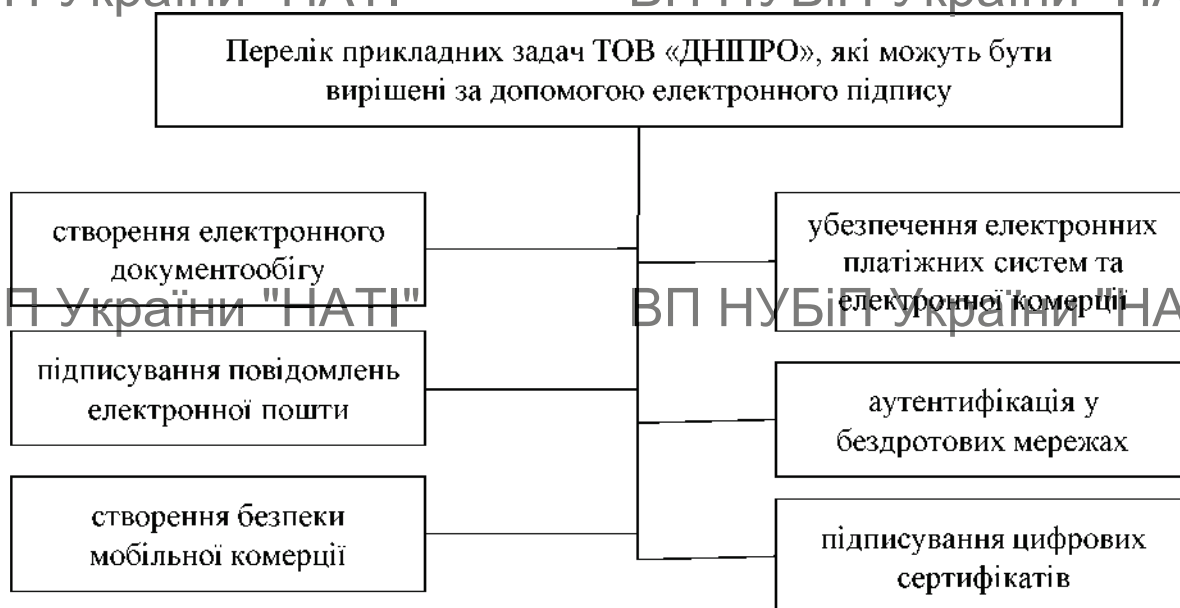 П України "НАТІ" ВП НУБіП України "НА
Перелік прикладних задач ТОВ «ДНІПРО», які можуть бути
вирішені за допомогою електронного підпису
створення електронного
документообігу
убезпечення електронних
платіжних систем та
електронної комерції
П України "НАТІ" ВП НУБіП України "НА
підписування повідомлень
електронної пошти
аутентифікація у
бездротових мережах
створення безпеки
мобільної комерції
підписування цифрових
сертифікатів